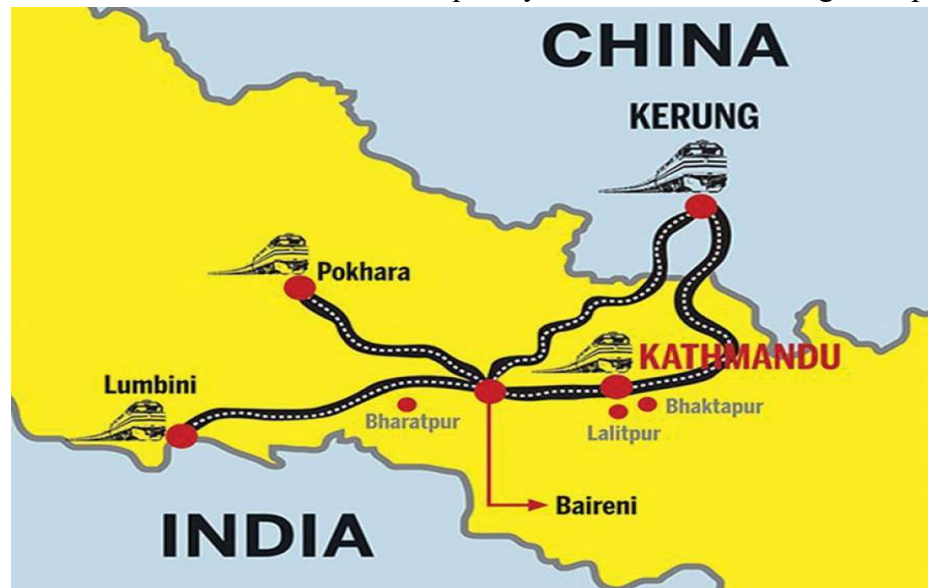 CHINA
KERUNG
Pokhara
KATHMANDU
Lumbini
Bharatpur
Bhaktapur
Lalitpur
Baireni
INDIA